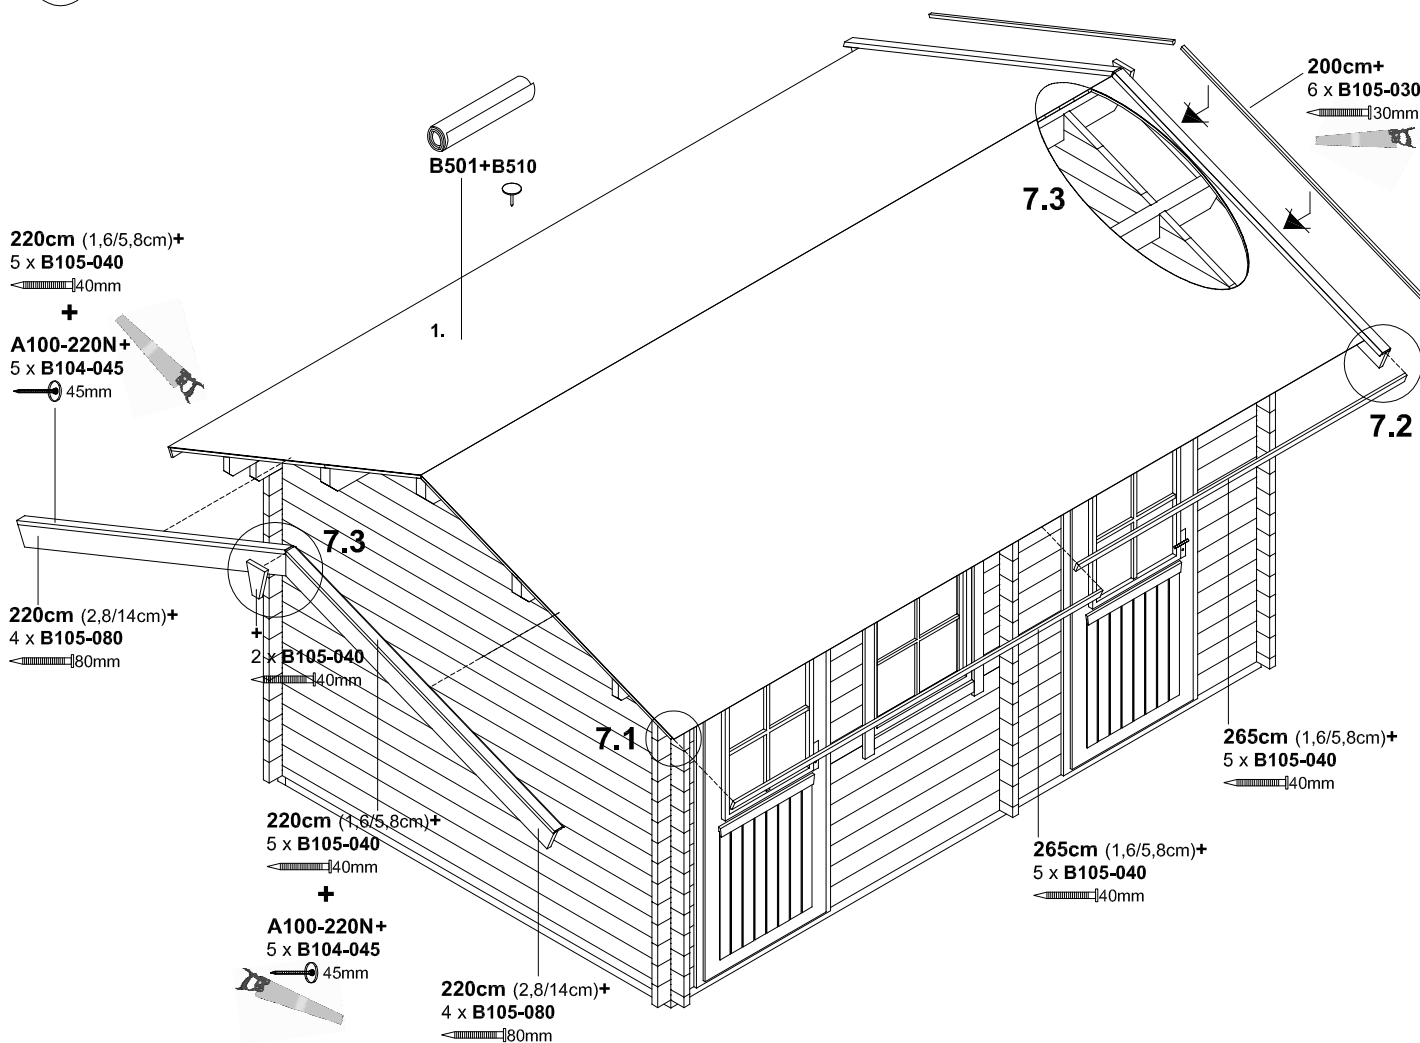 200cm+
6 x B105-030
30mm
B501+B510
7.3
220cm (1,6/5,8cm)+
5 x B105-040
40mm
+
A100-220N+
5 x B104-045
45mm
1.
7.2
7.3
220cm (2,8/14cm)+
4 x B105-080
80mm
+
2 x B105-040
40mm
7.1
265cm (1,6/5,8cm)+
5 x B105-040
40mm
220cm (1,6/5,8cm)+
5 x B105-040
40mm
+
A100-220N+
5 x B104-045
45mm
265cm (1,6/5,8cm)+
5 x B105-040
40mm
220cm (2,8/14cm)+
4 x B105-080
80mm